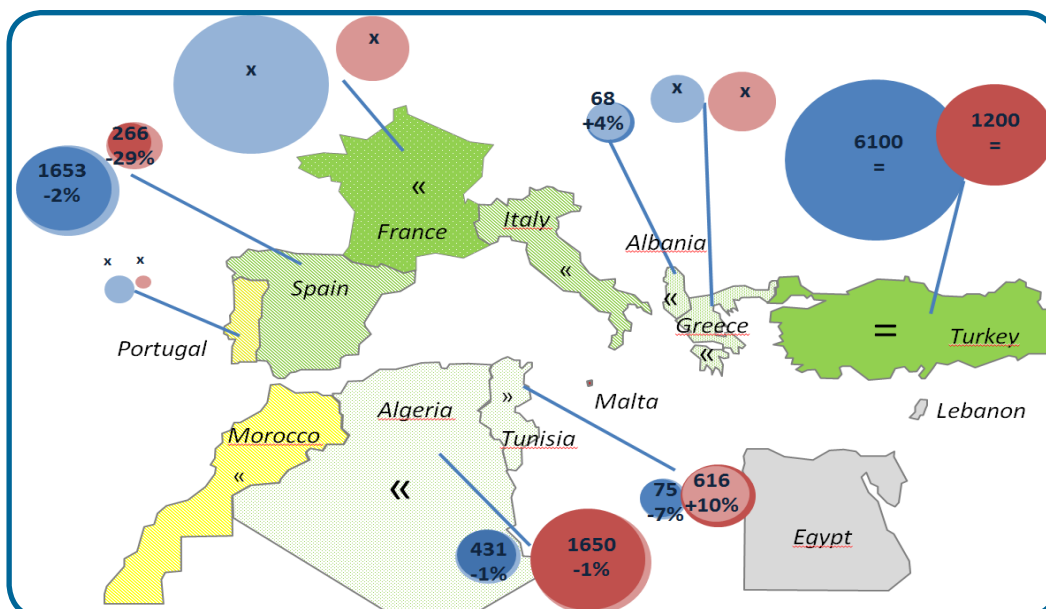 x
x
x
x
68
+4%
6100
=
1200
=
266
-29%
1653
-2%
«
France
Italy
«
Albania
«
Greece
«
=
Turkey
x
x
Spain
Portugal
Algeria
«
»
Tunisia
Malta
Lebanon
Morocco
«
75
-7%
616
+10%
431
-1%
1650
-1%
Egypt